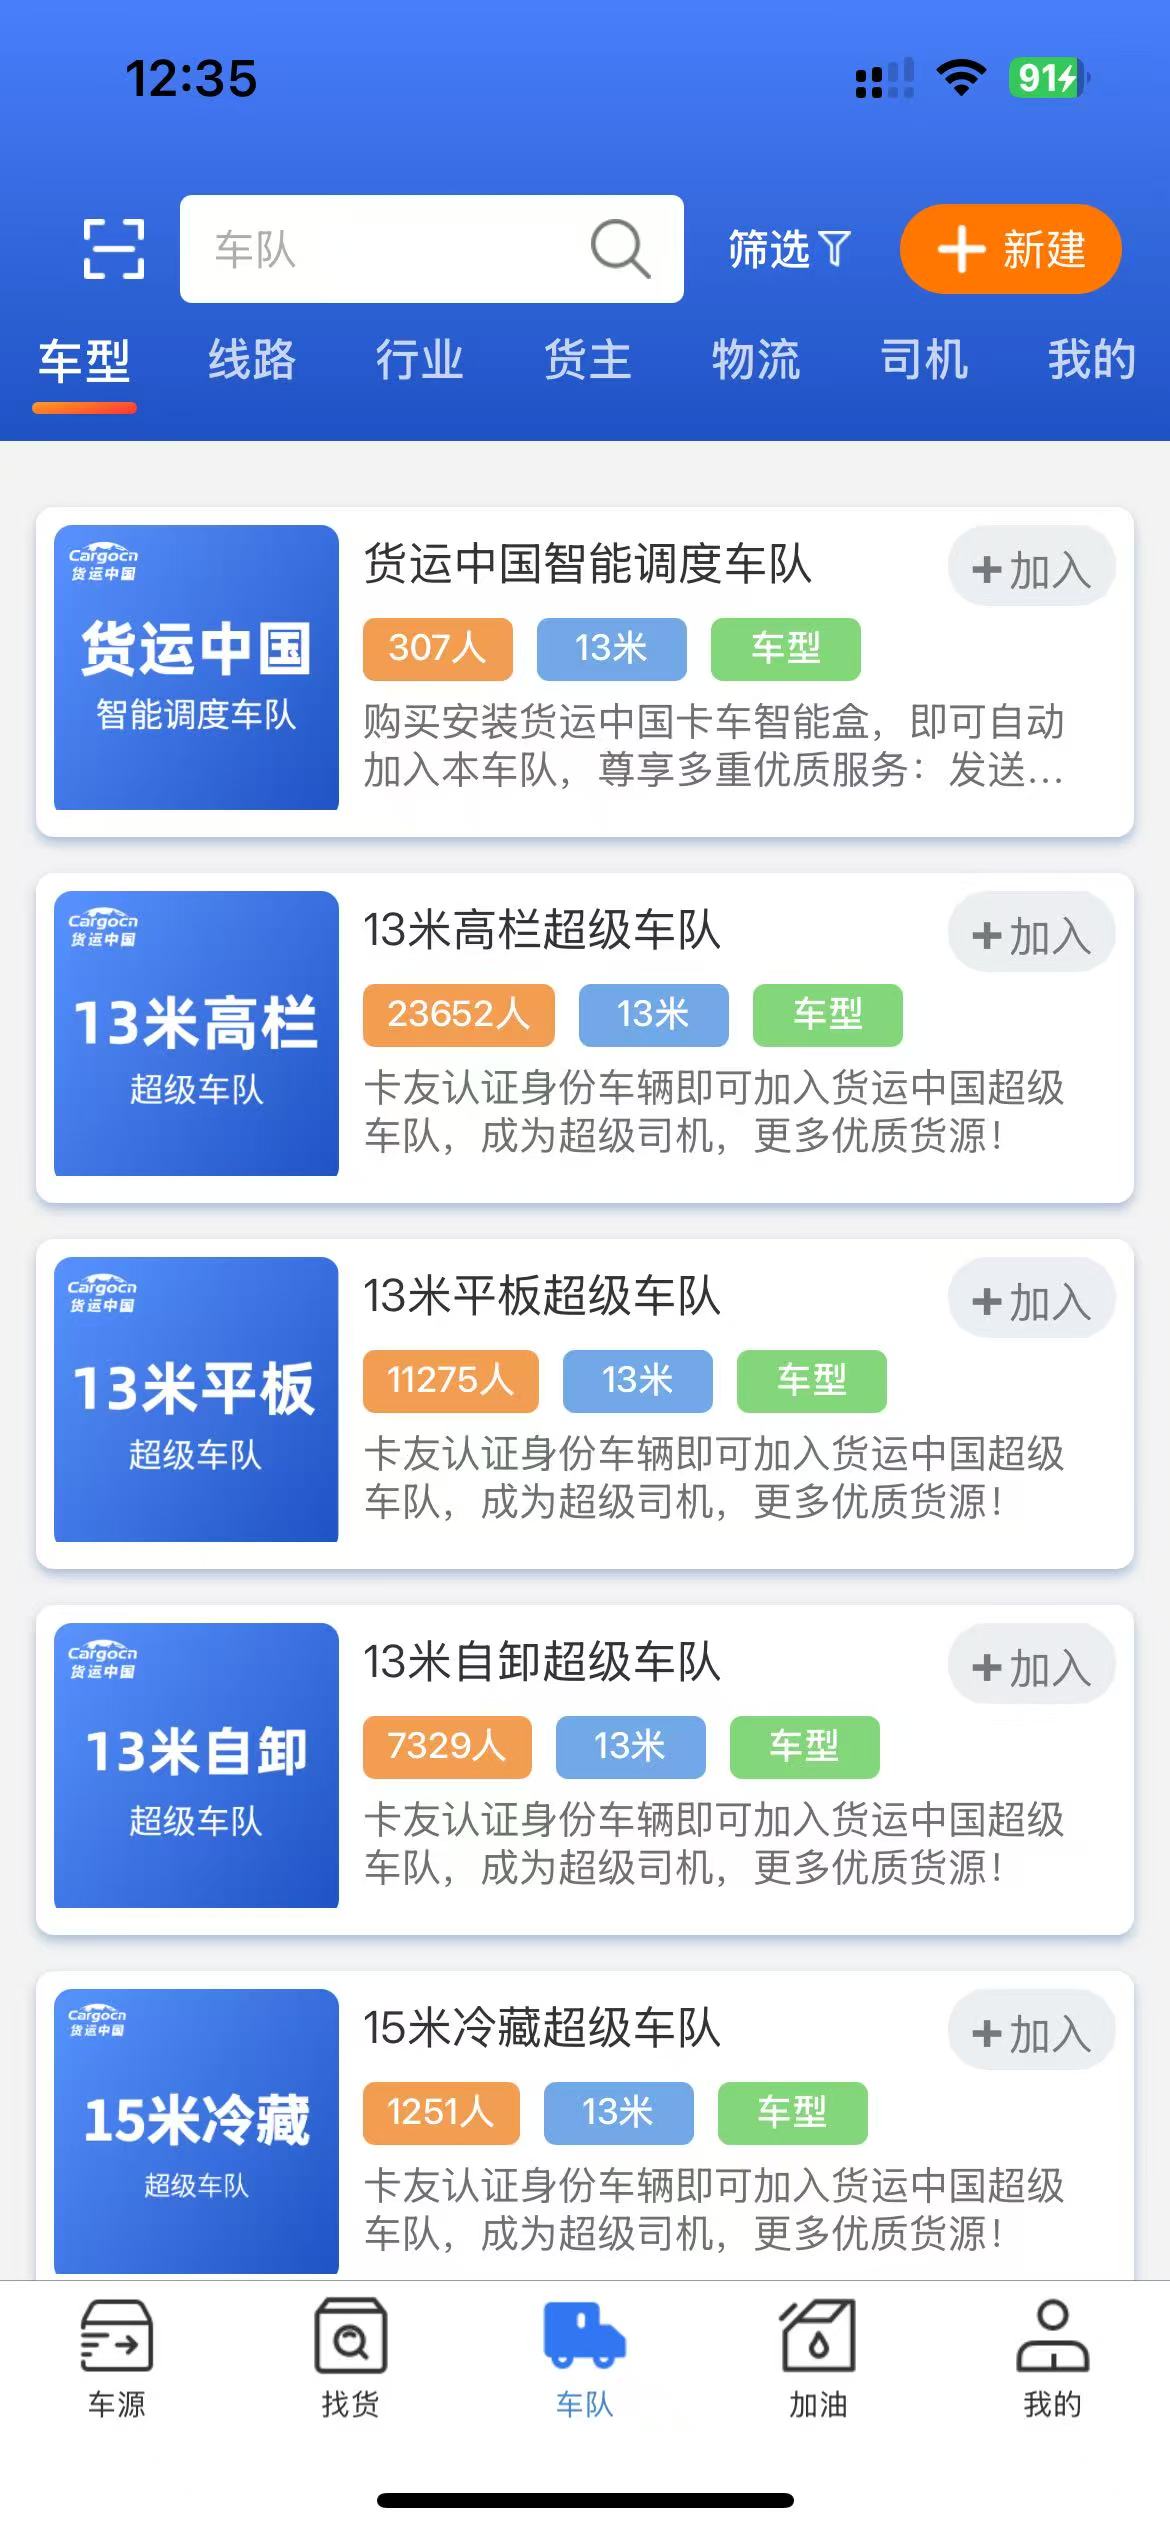 12:35
91
车队
筛选
新建
车型 线路 行业 货主 物流 司机 我的
Cargocn
货运中国
货运中国
智能调度车队
货运中国智能调度车队
+加入
307人 13米 车型
购买安装货运中国卡车智能盒，即可自动
加入本车队，尊享多重优质服务：发送...
Cargocn
货运中国
13米高栏
超级车队
13米高栏超级车队
+加入
23652人 13米 车型
卡友认证身份车辆即可加入货运中国超级
车队，成为超级司机，更多优质货源！
Cargocn
货运中国
13米平板
超级车队
13米平板超级车队
+加入
11275人 13米 车型
卡友认证身份车辆即可加入货运中国超级
车队，成为超级司机，更多优质货源！
Cargocn
货运中国
13米自卸
超级车队
13米自卸超级车队
+加入
7329人 13米 车型
卡友认证身份车辆即可加入货运中国超级
车队，成为超级司机，更多优质货源！
Cargocn
货运中国
15米冷藏
超级车队
15米冷藏超级车队
+加入
1251人 13米 车型
卡友认证身份车辆即可加入货运中国超级
车队，成为超级司机，更多优质货源！
车源 找货 车队 加油 我的